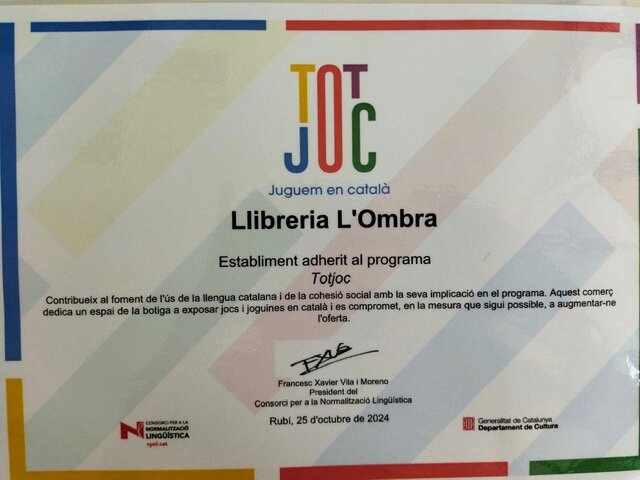 TOT
JOC
Juguem en català
Llibreria L'Ombra
Establiment adherit al programa
Totjoc
Contribueix al foment de l'ús de la llengua catalana i de la cohesió social amb la seva implicació en el programa. Aquest comerç
dedica un espai de la botiga a exposar jocs i joguines en català i es compromet, en la mesura que sigui possible, a augmentar-ne
l'oferta.
Francesc Xavier Vila i Moreno
President del
Consorci per a la Normalització Lingüística
Rubí, 25 d'octubre de 2024
CONSORCI PER A LA
NORMALITZACIÓ
LINGÜÍSTICA
cpnl.cat
Generalitat de Catalunya
Departament de Cultura